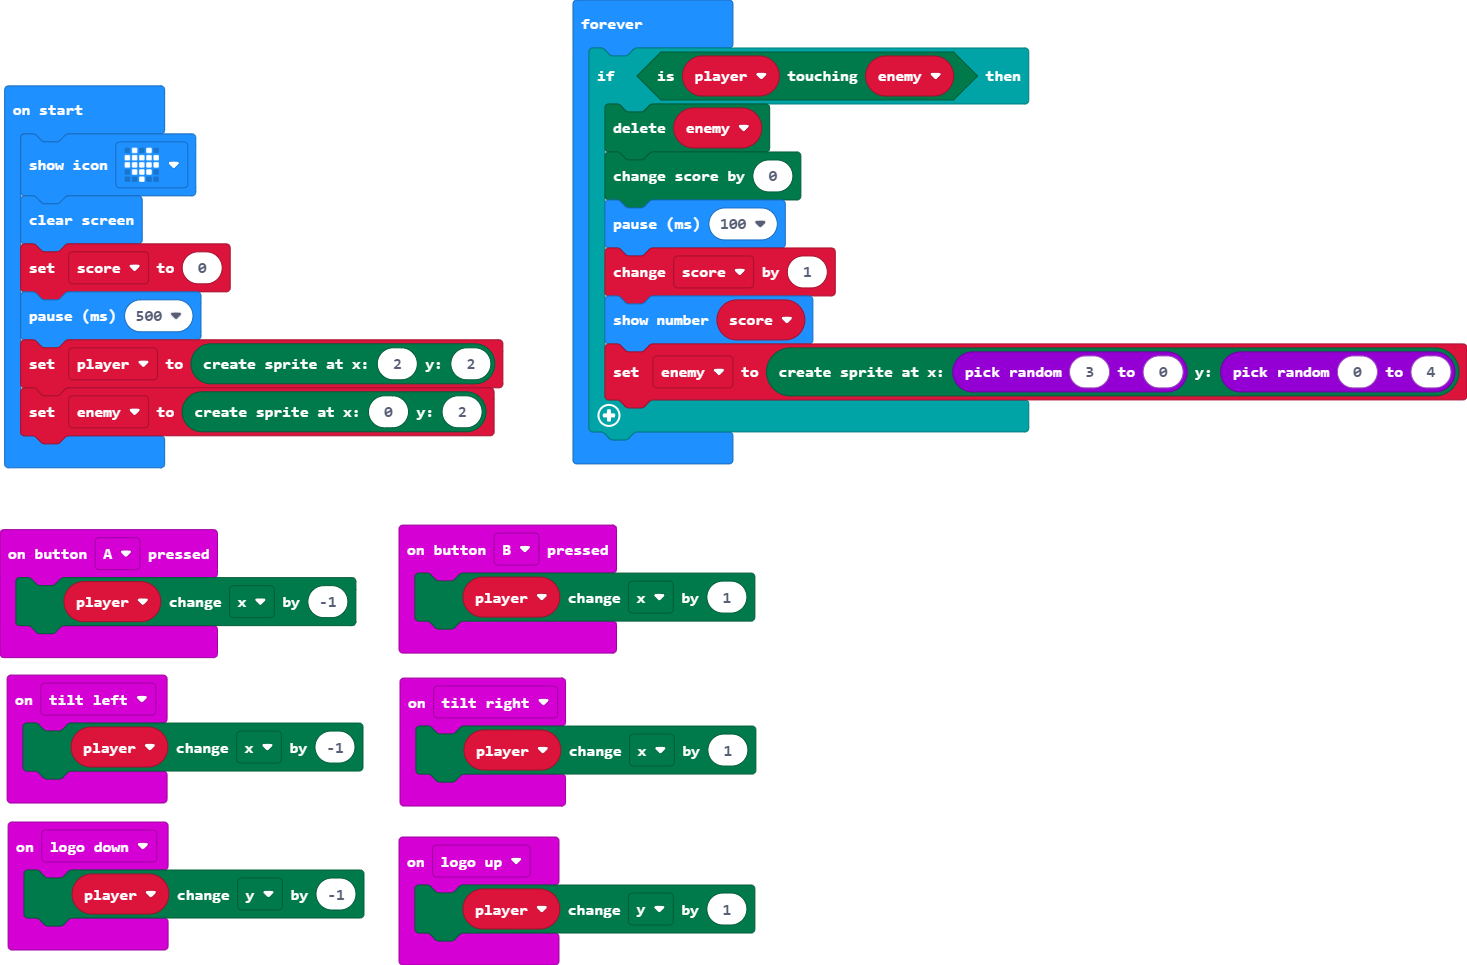 on start
show icon
clear screen
set score to 0
pause (ms) 500
set player to create sprite at x: 2 y: 2
set enemy to create sprite at x: 0 y: 2
forever
if is player touching enemy then
delete enemy
change score by 0
pause (ms) 100
change score by 1
show number score
set enemy to create sprite at x: pick random 3 to 0 y: pick random 0 to 4
on button A pressed
player change x by -1
on button B pressed
player change x by 1
on tilt left
player change x by -1
on tilt right
player change x by 1
on logo down
player change y by -1
on logo up
player change y by 1